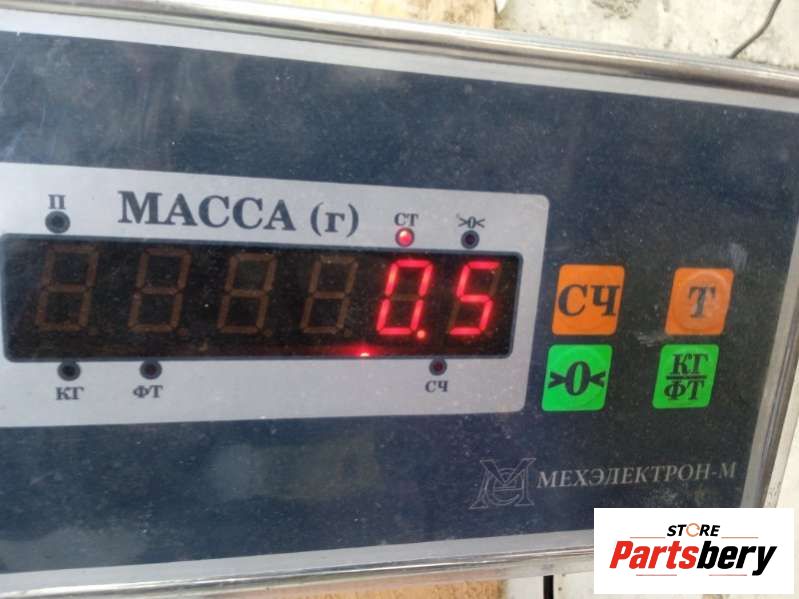 П
МАССА (г)
СТ
>0<
0.5
КГ
ФТ
СЧ
СЧ
Т
>0<
КГ
ФТ
МЕХЭЛЕКТРОН-М
STORE
Partsbery